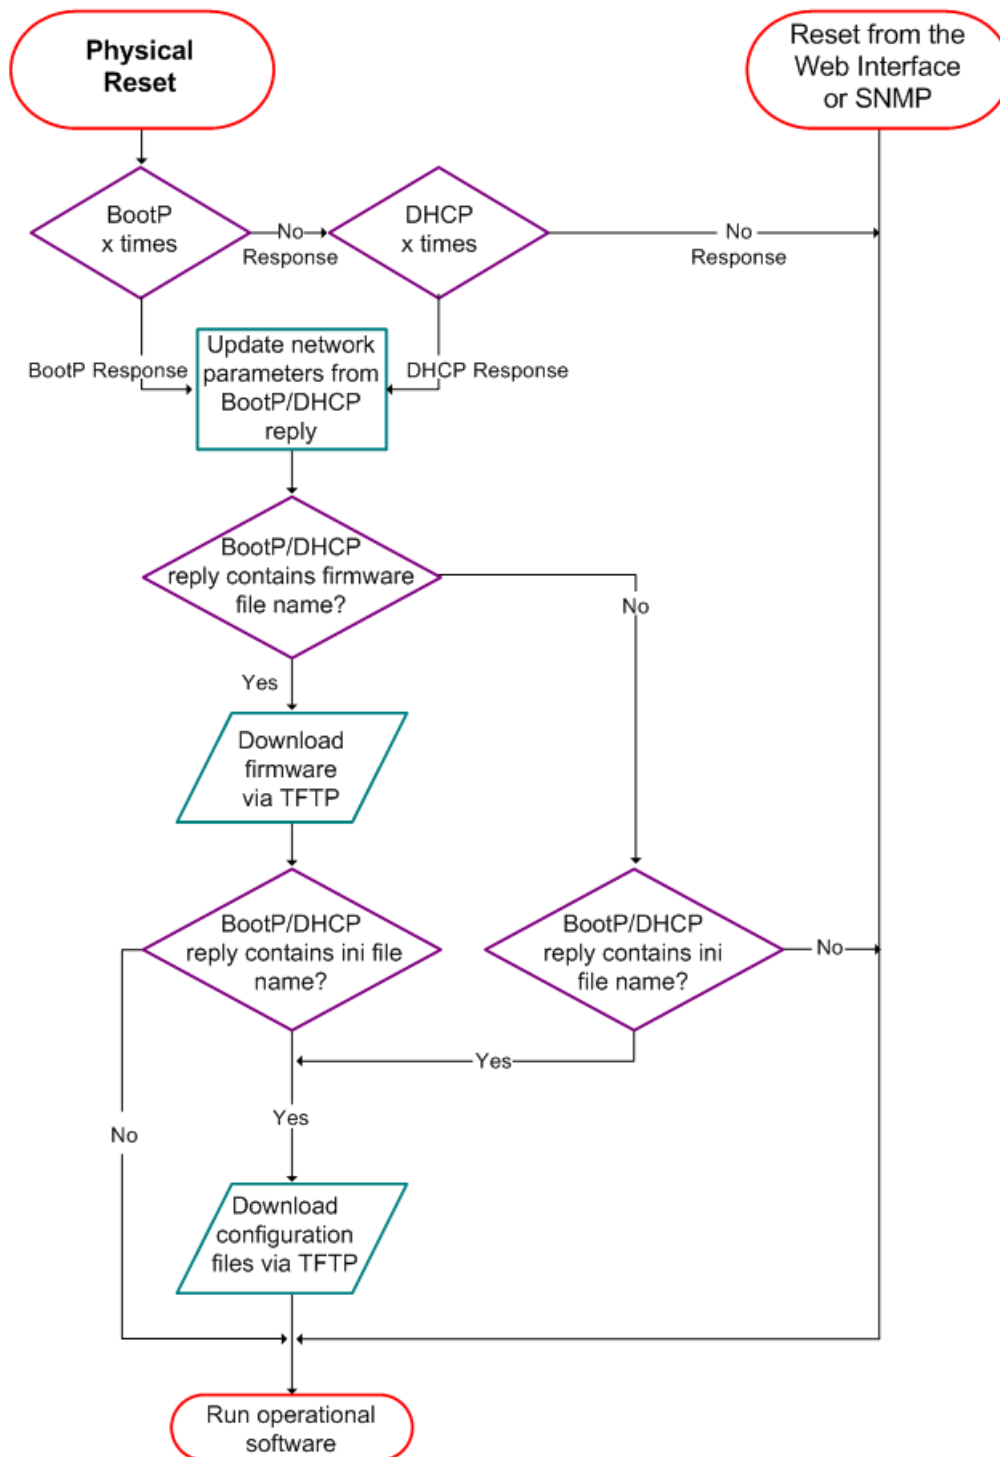 Physical
Reset
Reset from the
Web Interface
or SNMP
BootP
x times
No
Response
DHCP
x times
No
Response
BootP Response
Update network
parameters from
BootP/DHCP
reply
DHCP Response
BootP/DHCP
reply contains firmware
file name?
No
Yes
Download
firmware
via TFTP
BootP/DHCP
reply contains ini file
name?
BootP/DHCP
reply contains ini
file name?
No
Yes
Yes
No
Download
configuration
files via TFTP
Run operational
software